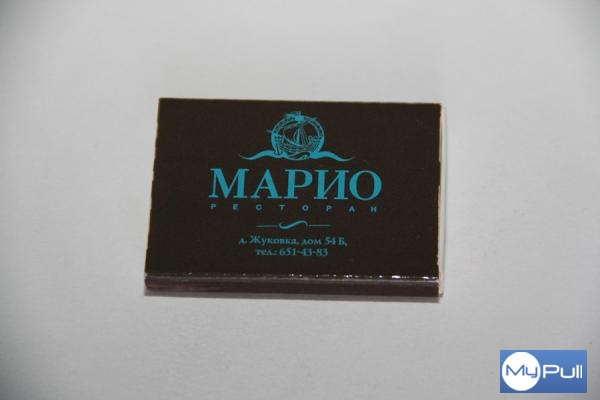 МАРИО
РЕСТОРАН
д. Жуковка, дом 54 Б,
тел.: 651-43-83
MyPull